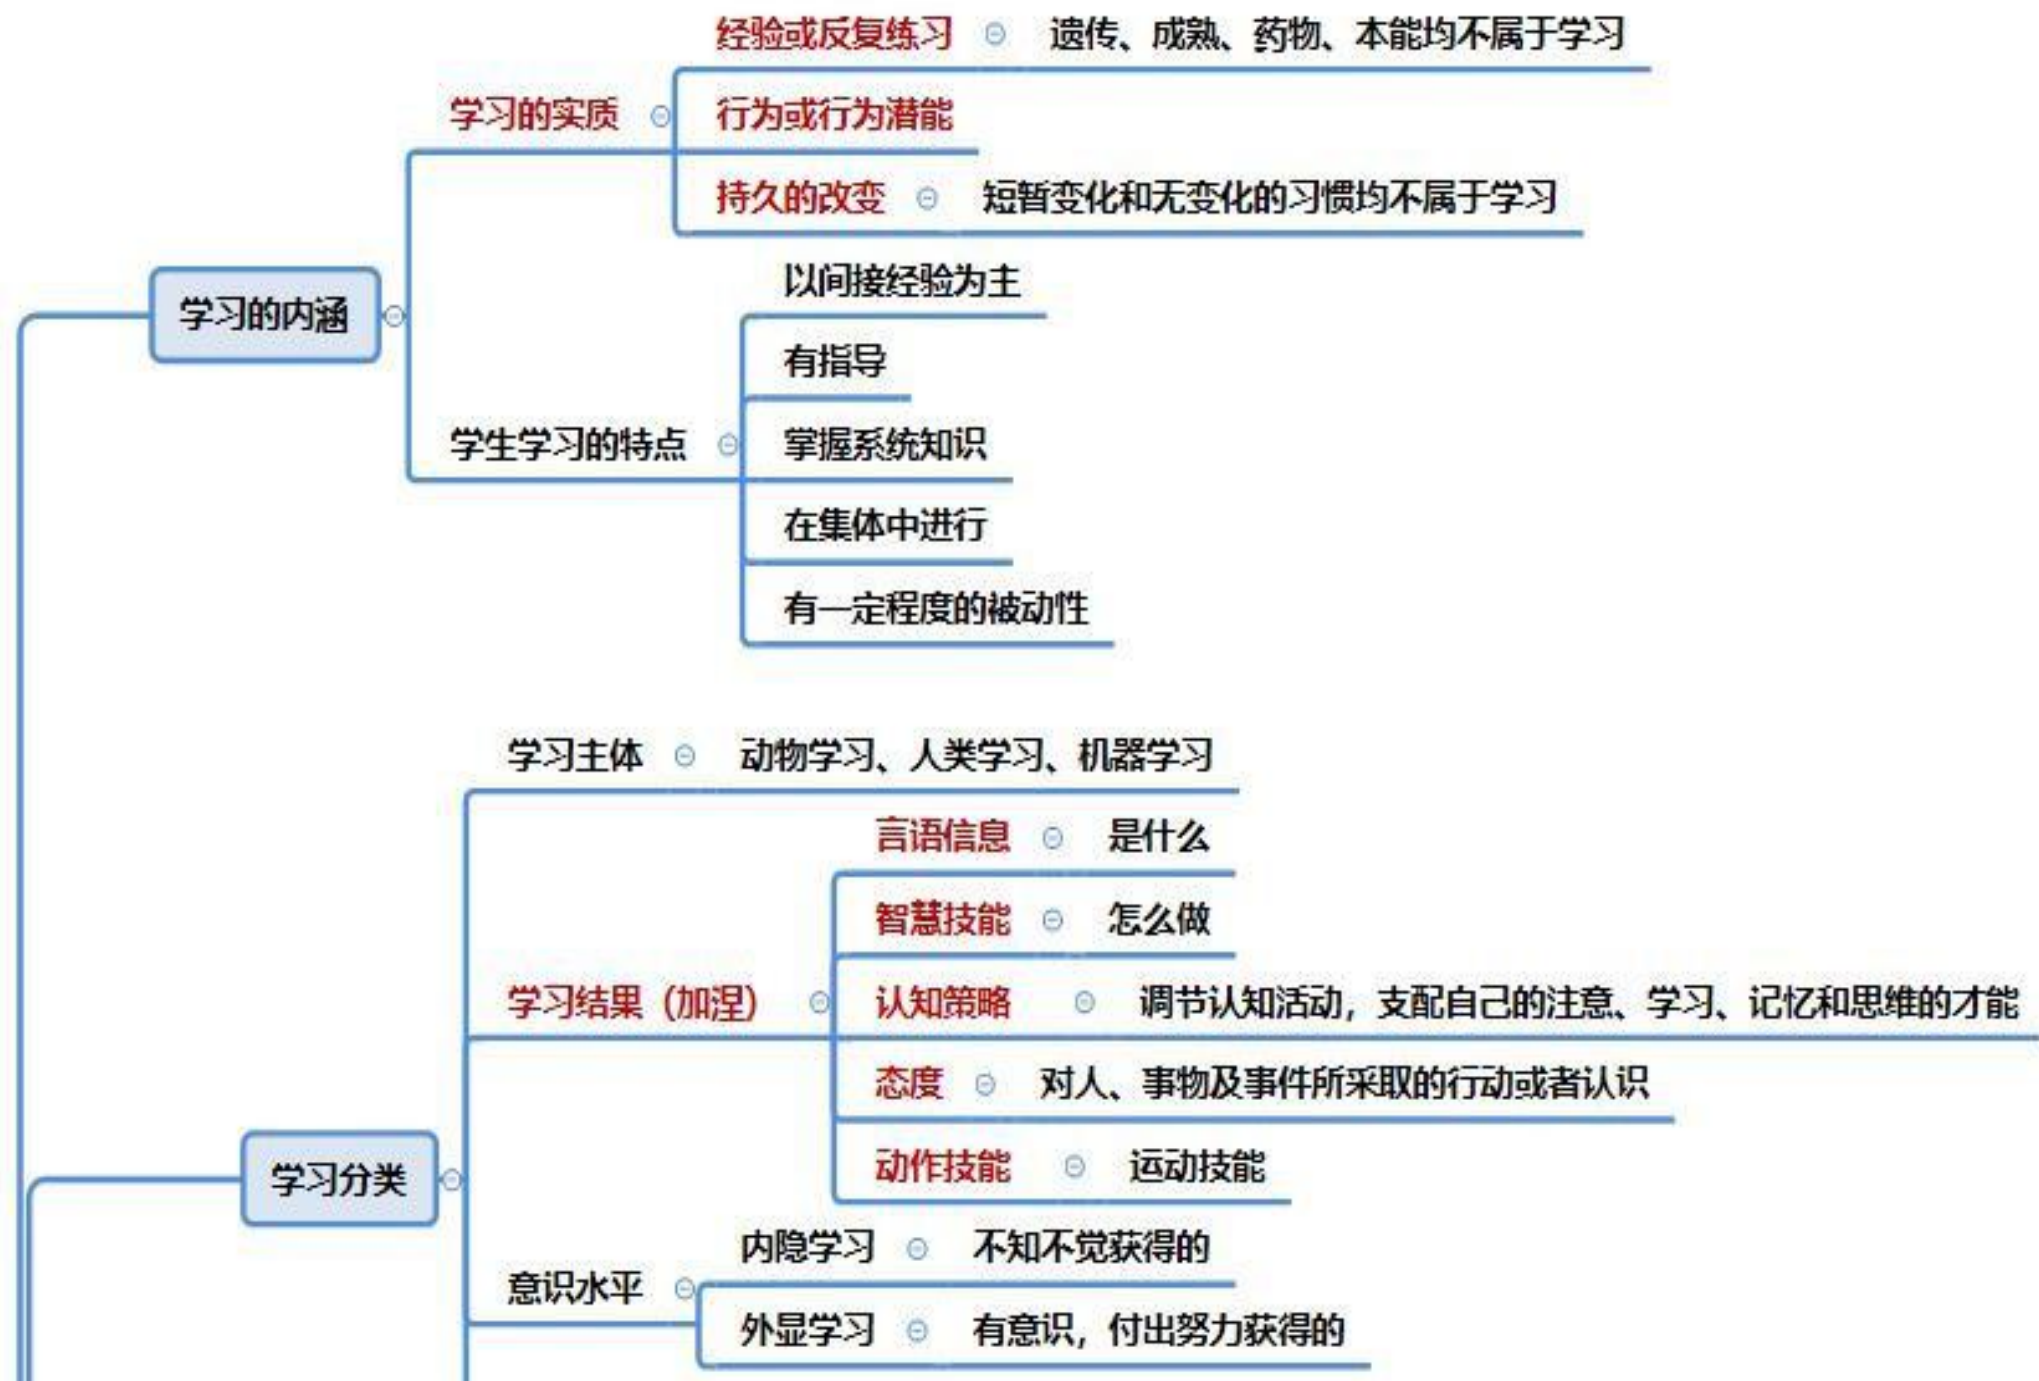 经验或反复练习 遗传、成熟、药物、本能均不属于学习
学习的实质 行为或行为潜能
持久的改变 短暂变化和无变化的习惯均不属于学习
以间接经验为主
学习的内涵
有指导
学生学习的特点 掌握系统知识
在集体中进行
有一定程度的被动性
学习主体 动物学习、人类学习、机器学习
言语信息 是什么
智慧技能 怎么做
学习结果（加涅） 认知策略 调节认知活动，支配自己的注意、学习、记忆和思维的才能
态度 对人、事物及事件所采取的行动或者认识
学习分类 动作技能 运动技能
内隐学习 不知不觉获得的
意识水平
外显学习 有意识，付出努力获得的